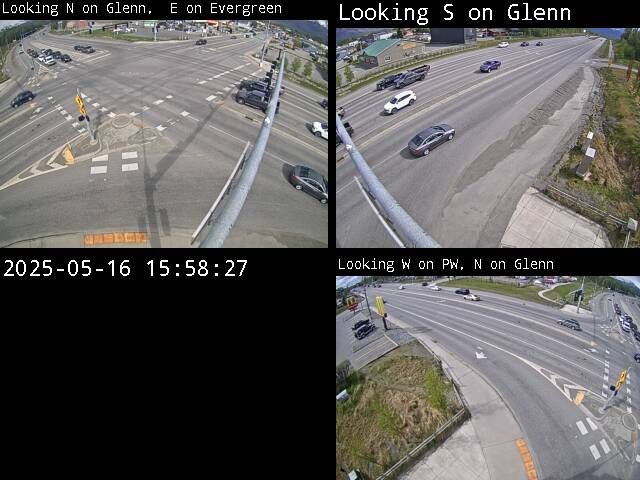 Looking N on Glenn,  E on Evergreen
Looking S on Glenn
2025-05-16 15:58:27
Looking W on PW, N on Glenn